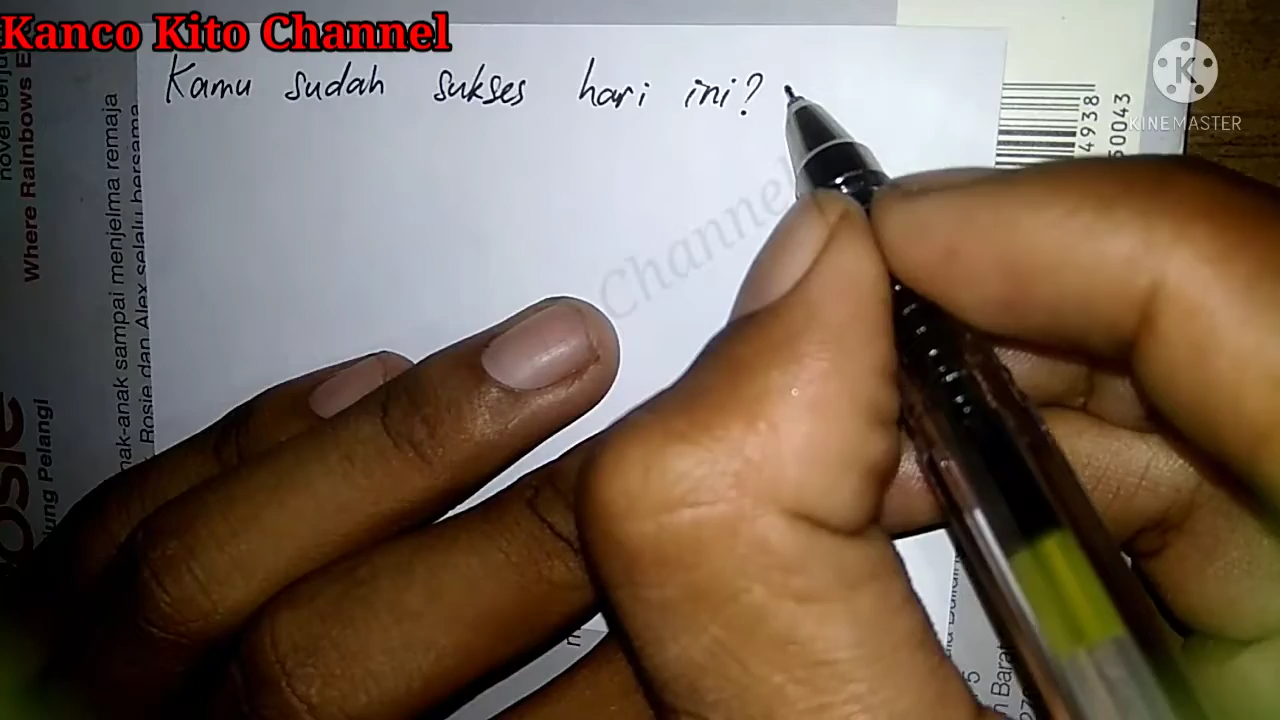 Kanco Kito Channel
Kamu sudah sukses hari ini?
KINEMASTER
Channel
novel
Where Rainbows E
anak-anak sampai menjelma remaja
Rosie dan Alex selalu bersama
osie
ung Pelangi
4938
50043
n Barat